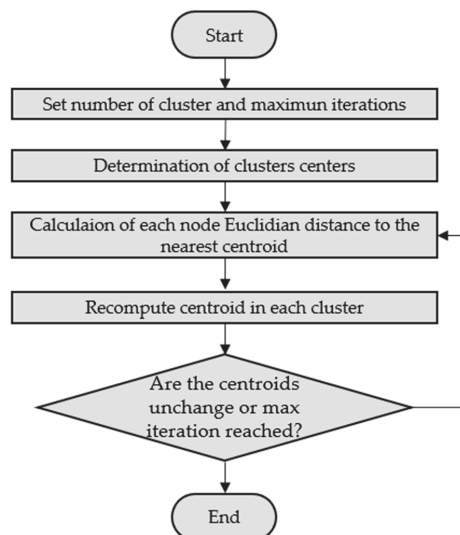 Start
Set number of cluster and maximun iterations
Determination of clusters centers
Calculaion of each node Euclidian distance to the
nearest centroid
Recompute centroid in each cluster
Are the centroids
unchange or max
iteration reached?
End